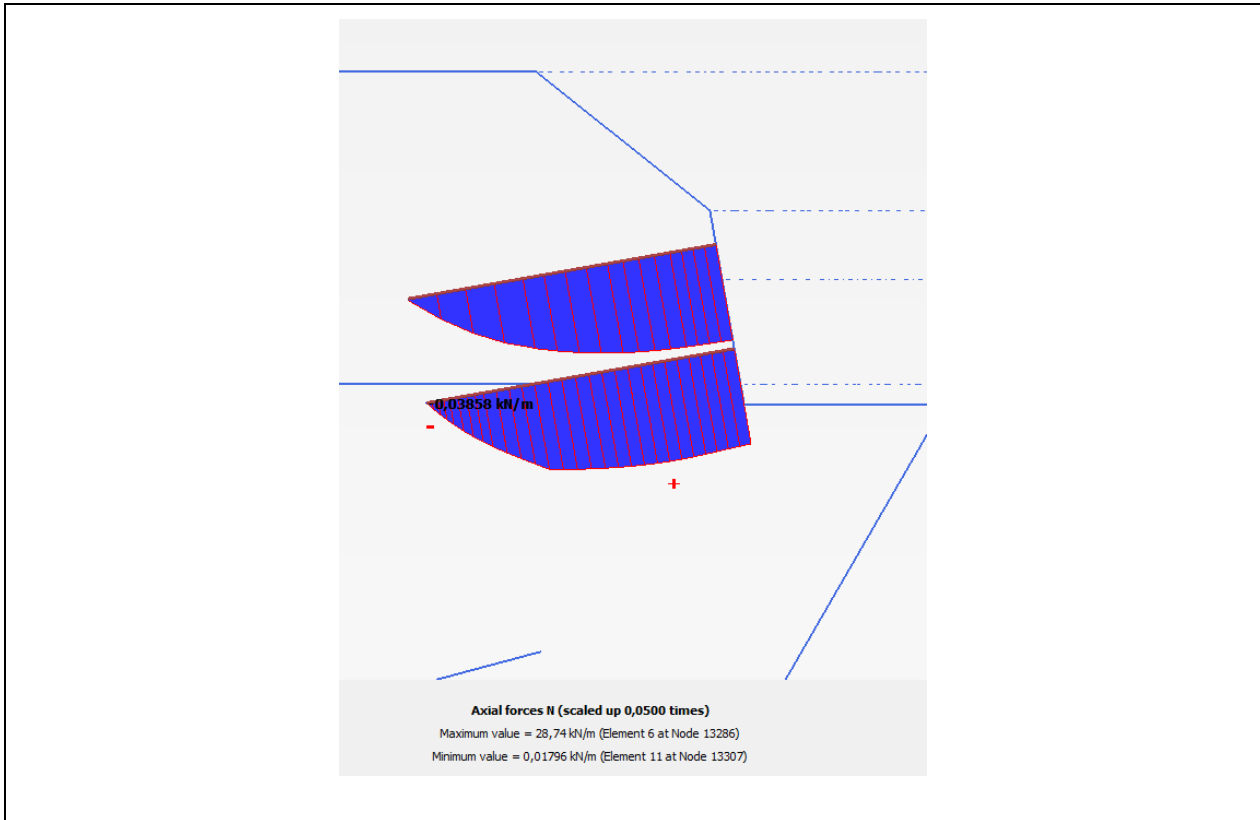 0,03858 kN/m
-
+
Axial forces N (scaled up 0,0500 times)
Maximum value = 28,74 kN/m (Element 6 at Node 13286)
Minimum value = 0,01796 kN/m (Element 11 at Node 13307)